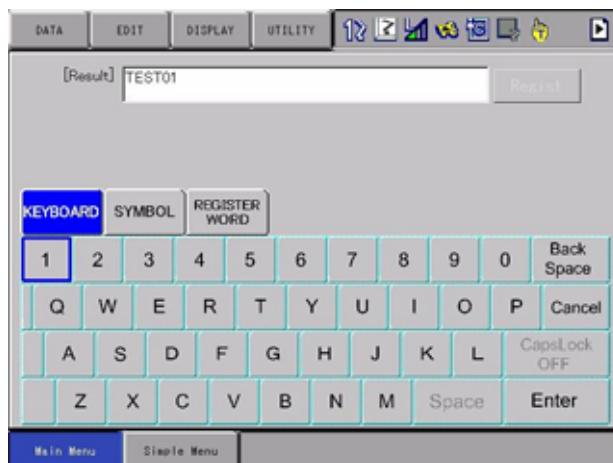 DATA EDIT DISPLAY UTILITY
[Result] TEST01 Regist
KEYBOARD SYMBOL REGISTER WORD
1 2 3 4 5 6 7 8 9 0 Back Space
Q W E R T Y U I O P Cancel
A S D F G H J K L CapsLock OFF
Z X C V B N M Space Enter
Main Menu Simple Menu